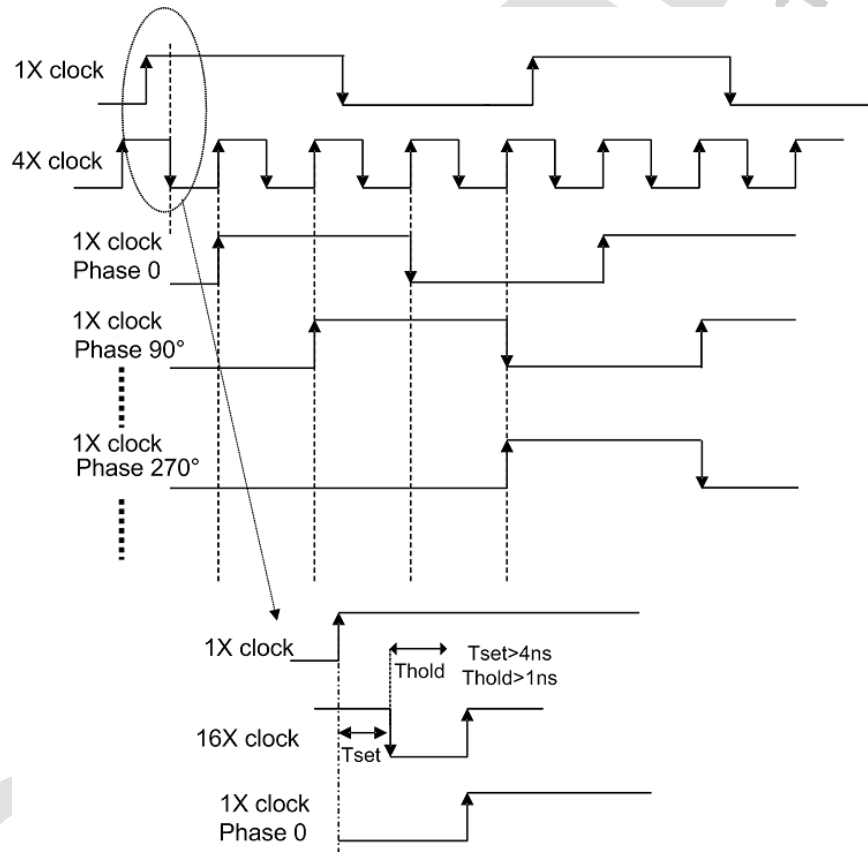 1X clock
4X clock
1X clock
Phase 0
1X clock
Phase 90°
1X clock
Phase 270°
1X clock
Thold
Tset>4ns
Thold>1ns
16X clock
Tset
1X clock
Phase 0